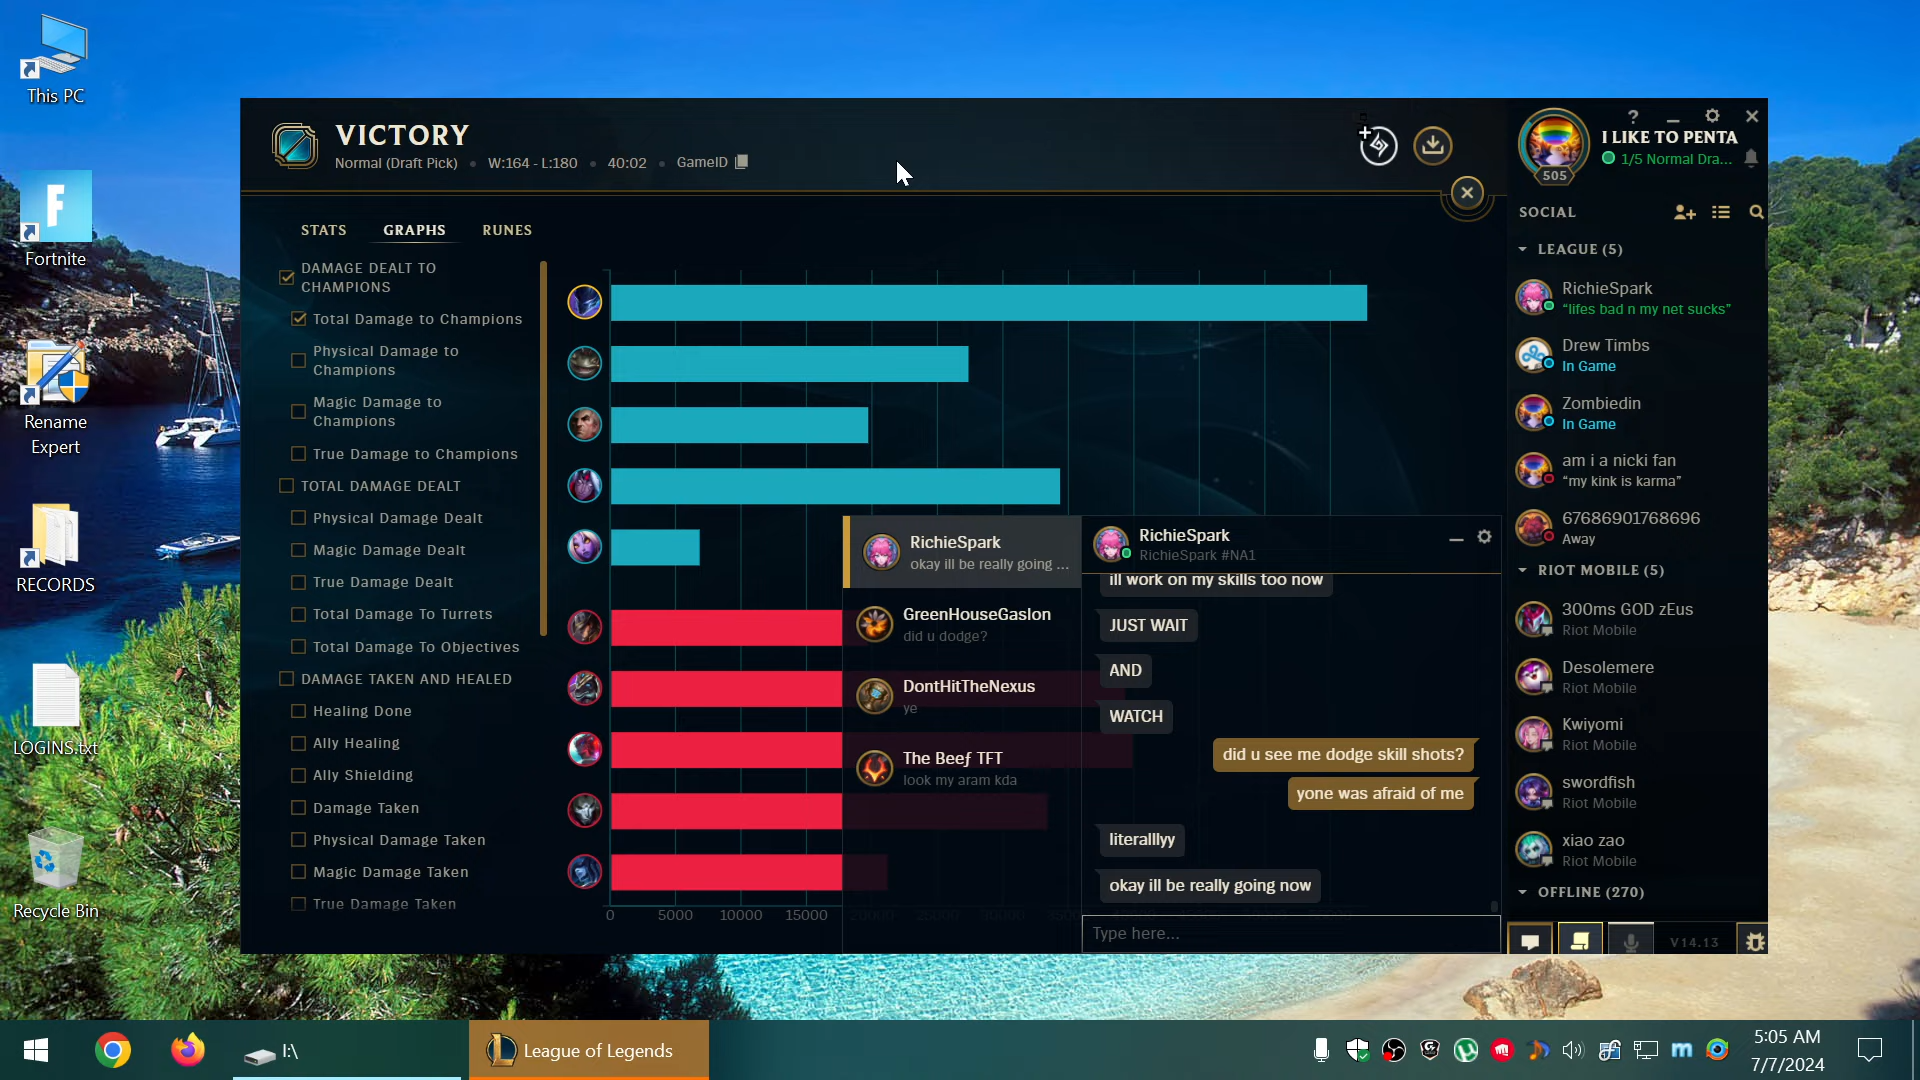 This PC
Fortnite
Rename
Expert
RECORDS
LOGINS.txt
Recycle Bin
VICTORY
Normal (Draft Pick) • W:164 - L:180 • 40:02 • GameID
STATS GRAPHS RUNES
DAMAGE DEALT TO
CHAMPIONS
Total Damage to Champions
Physical Damage to
Champions
Magic Damage to
Champions
True Damage to Champions
TOTAL DAMAGE DEALT
Physical Damage Dealt
Magic Damage Dealt
True Damage Dealt
Total Damage To Turrets
Total Damage To Objectives
DAMAGE TAKEN AND HEALED
Healing Done
Ally Healing
Ally Shielding
Damage Taken
Physical Damage Taken
Magic Damage Taken
True Damage Taken
0 5000 10000 15000 20000 25000 30000
RichieSpark
okay ill be really going ...
GreenHouseGasIon
did u dodge?
DontHitTheNexus
ye
The Beef TFT
look my aram kda
RichieSpark
RichieSpark #NA1
ill work on my skills too now
JUST WAIT
AND
WATCH
did u see me dodge skill shots?
yone was afraid of me
literalllyy
okay ill be really going now
Type here...
?
I LIKE TO PENTA
1/5 Normal Dra...
505
SOCIAL
LEAGUE (5)
RichieSpark
“lifes bad n my net sucks”
Drew Timbs
In Game
Zombiedin
In Game
am i a nicki fan
“my kink is karma”
67686901768696
Away
RIOT MOBILE (5)
300ms GOD zEus
Riot Mobile
Desolemere
Riot Mobile
Kwiyomi
Riot Mobile
swordfish
Riot Mobile
xiao zao
Riot Mobile
OFFLINE (270)
V14.13
I:\
League of Legends
5:05 AM
7/7/2024